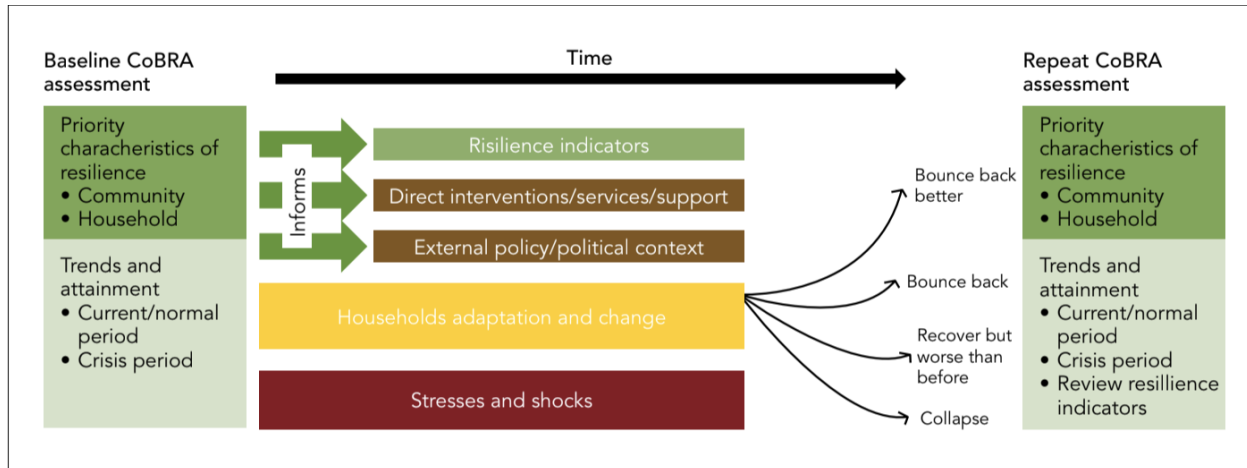 Baseline CoBRA
assessment
Priority
characheristics of
resilience
• Community
• Household
Trends and
attainment
• Current/normal
period
• Crisis period
Time
Informs
Risilience indicators
Direct interventions/services/support
External policy/political context
Households adaptation and change
Stresses and shocks
Bounce back
better
Bounce back
Recover but
worse than
before
Collapse
Repeat CoBRA
assessment
Priority
characheristics of
resilience
• Community
• Household
Trends and
attainment
• Current/normal
period
• Crisis period
• Review resillience
indicators